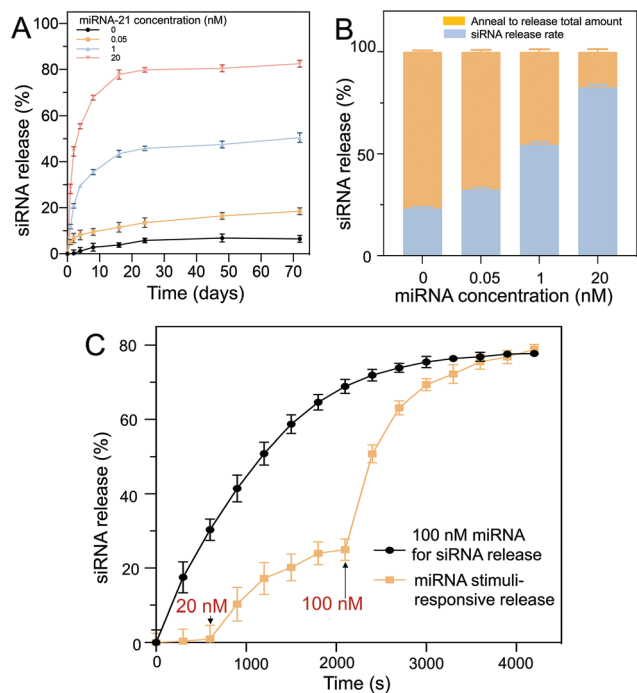 A
miRNA-21 concentration (nM)
0
0.05
1
20
siRNA release (%)
100
80
60
40
20
0
0 10 20 30 40 50 60 70
Time (days)
B
Anneal to release total amount
siRNA release rate
siRNA release (%)
100
50
0
0 0.05 1 20
miRNA concentration (nM)
C
siRNA release (%)
80
60
40
20
0
20 nM
100 nM
100 nM miRNA
for siRNA release
miRNA stimuli-
responsive release
0 1000 2000 3000 4000
Time (s)